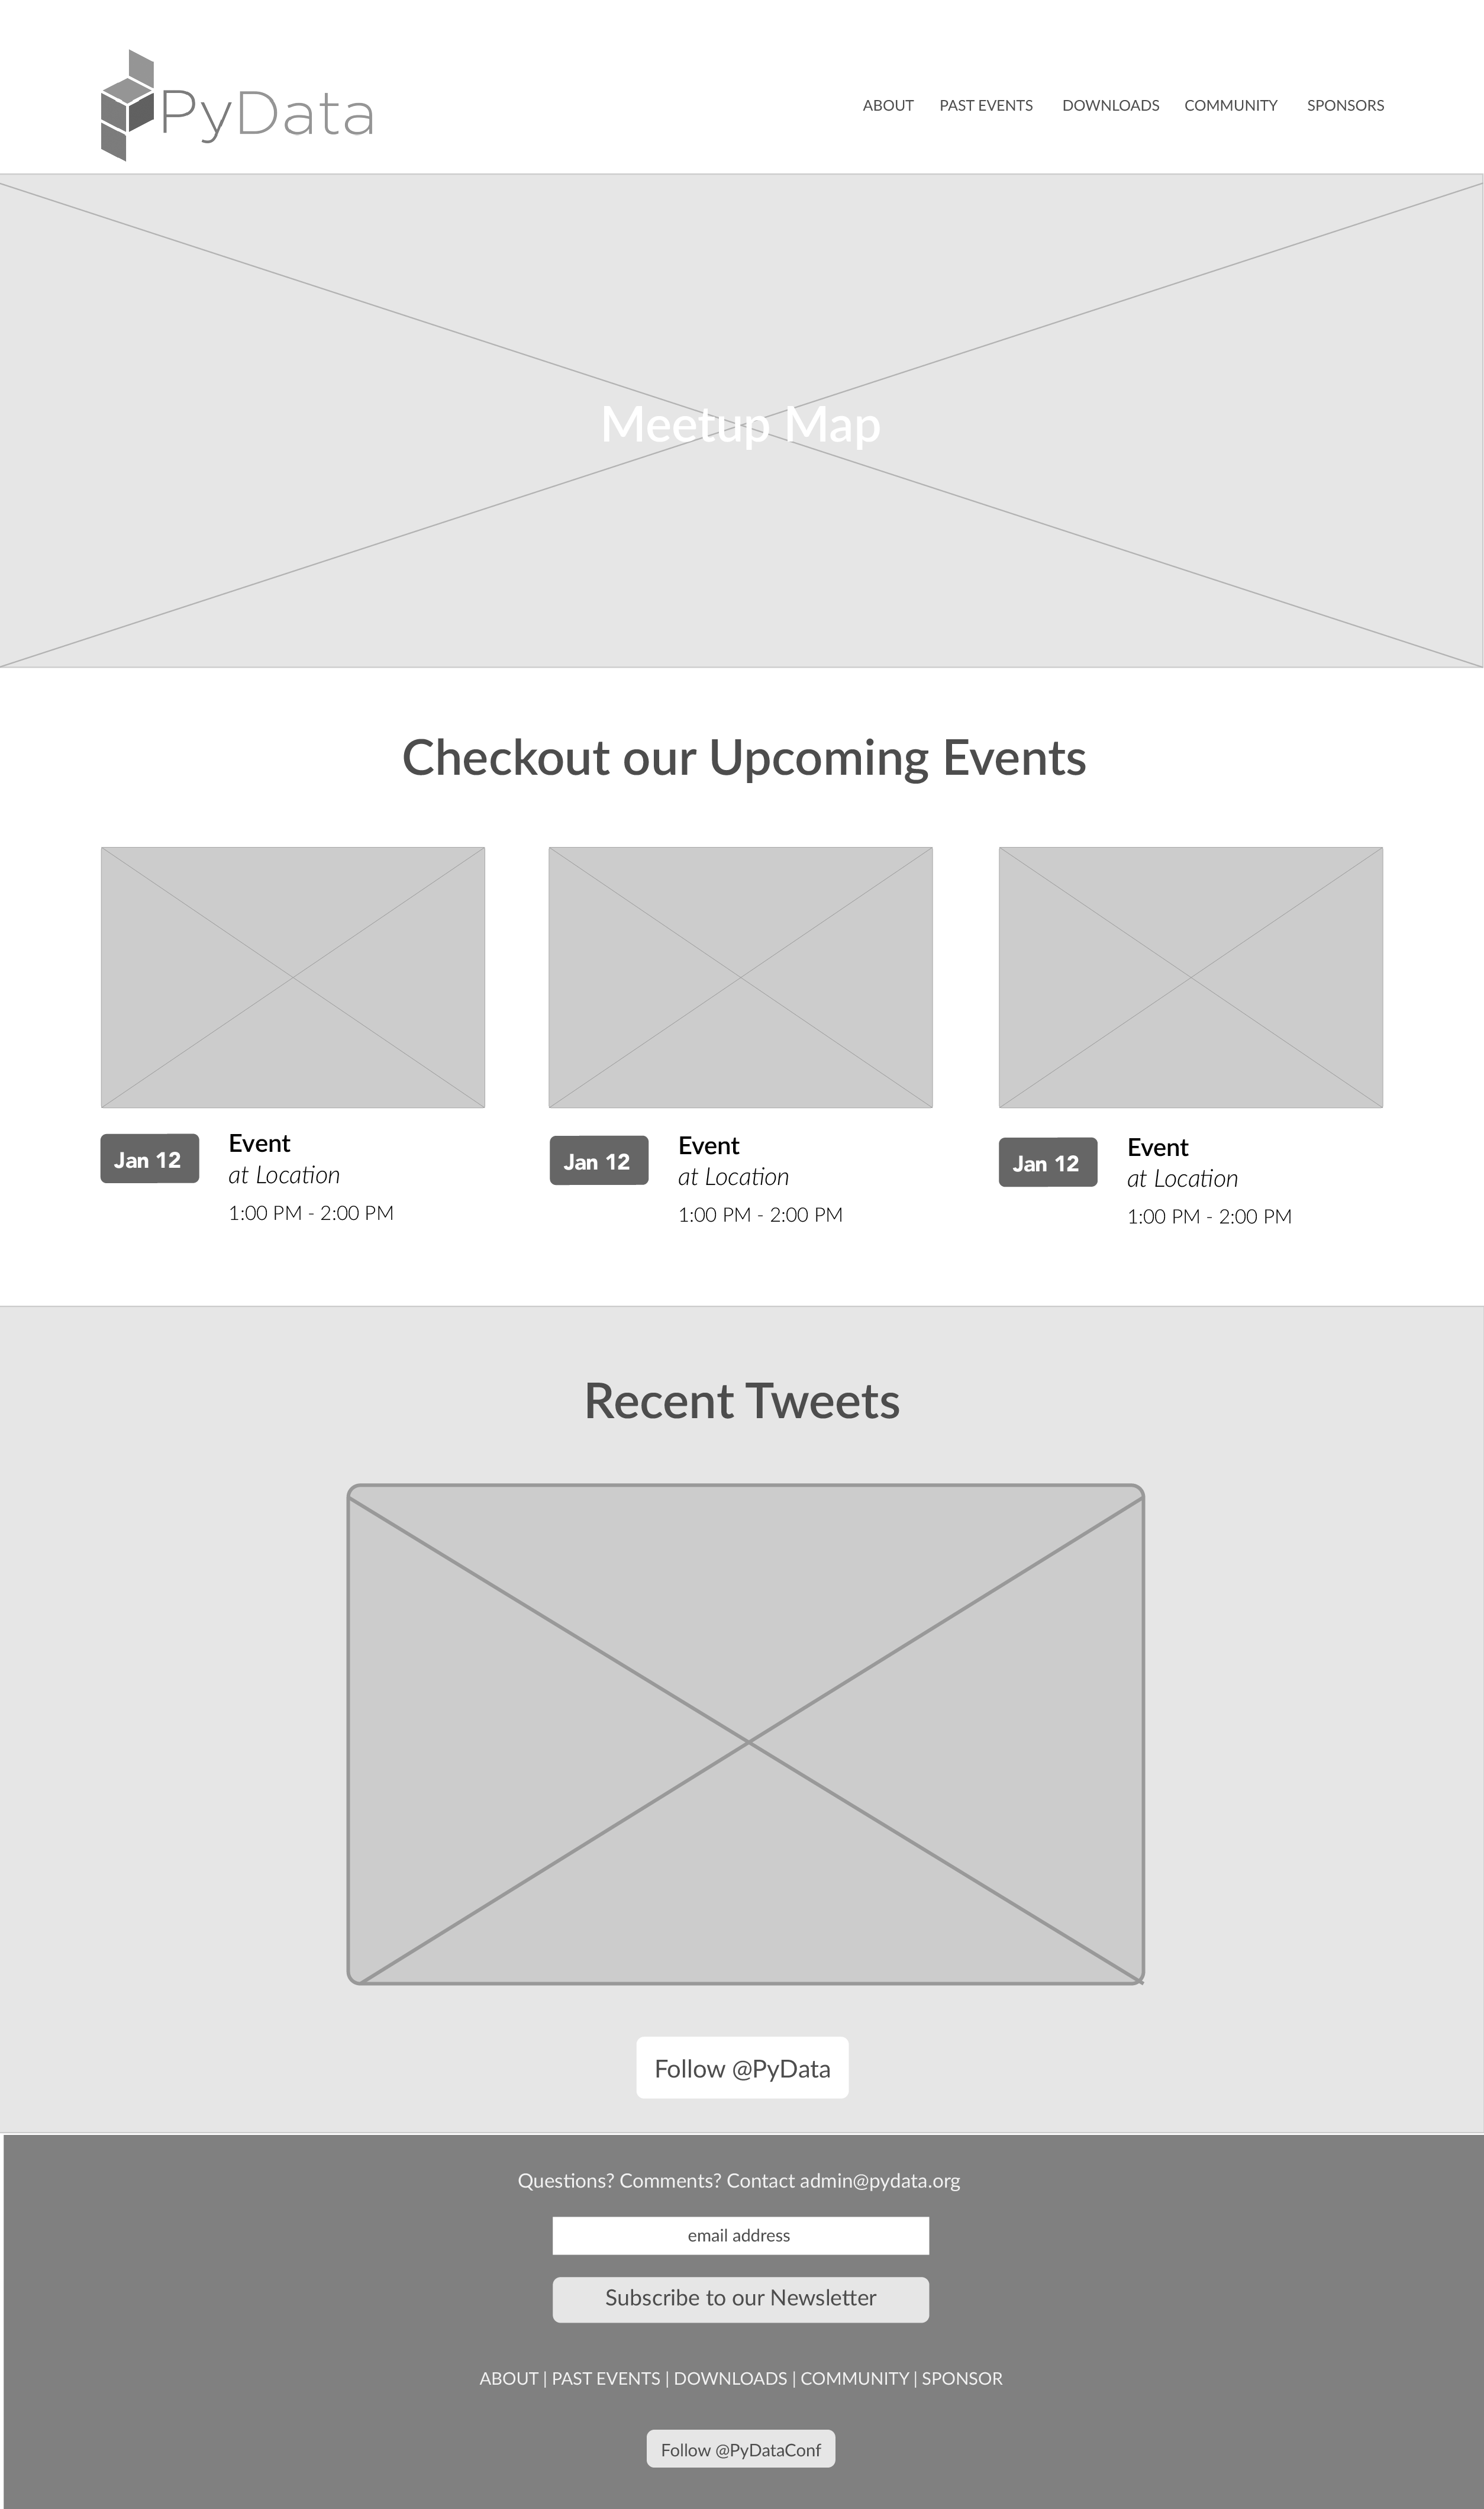 PyData
ABOUT PAST EVENTS DOWNLOADS COMMUNITY SPONSORS
Meetup Map
Checkout our Upcoming Events
Jan 12
Event
at Location
1:00 PM - 2:00 PM
Jan 12
Event
at Location
1:00 PM - 2:00 PM
Jan 12
Event
at Location
1:00 PM - 2:00 PM
Recent Tweets
Follow @PyData
Questions? Comments? Contact admin@pydata.org
email address
Subscribe to our Newsletter
ABOUT | PAST EVENTS | DOWNLOADS | COMMUNITY | SPONSOR
Follow @PyDataConf